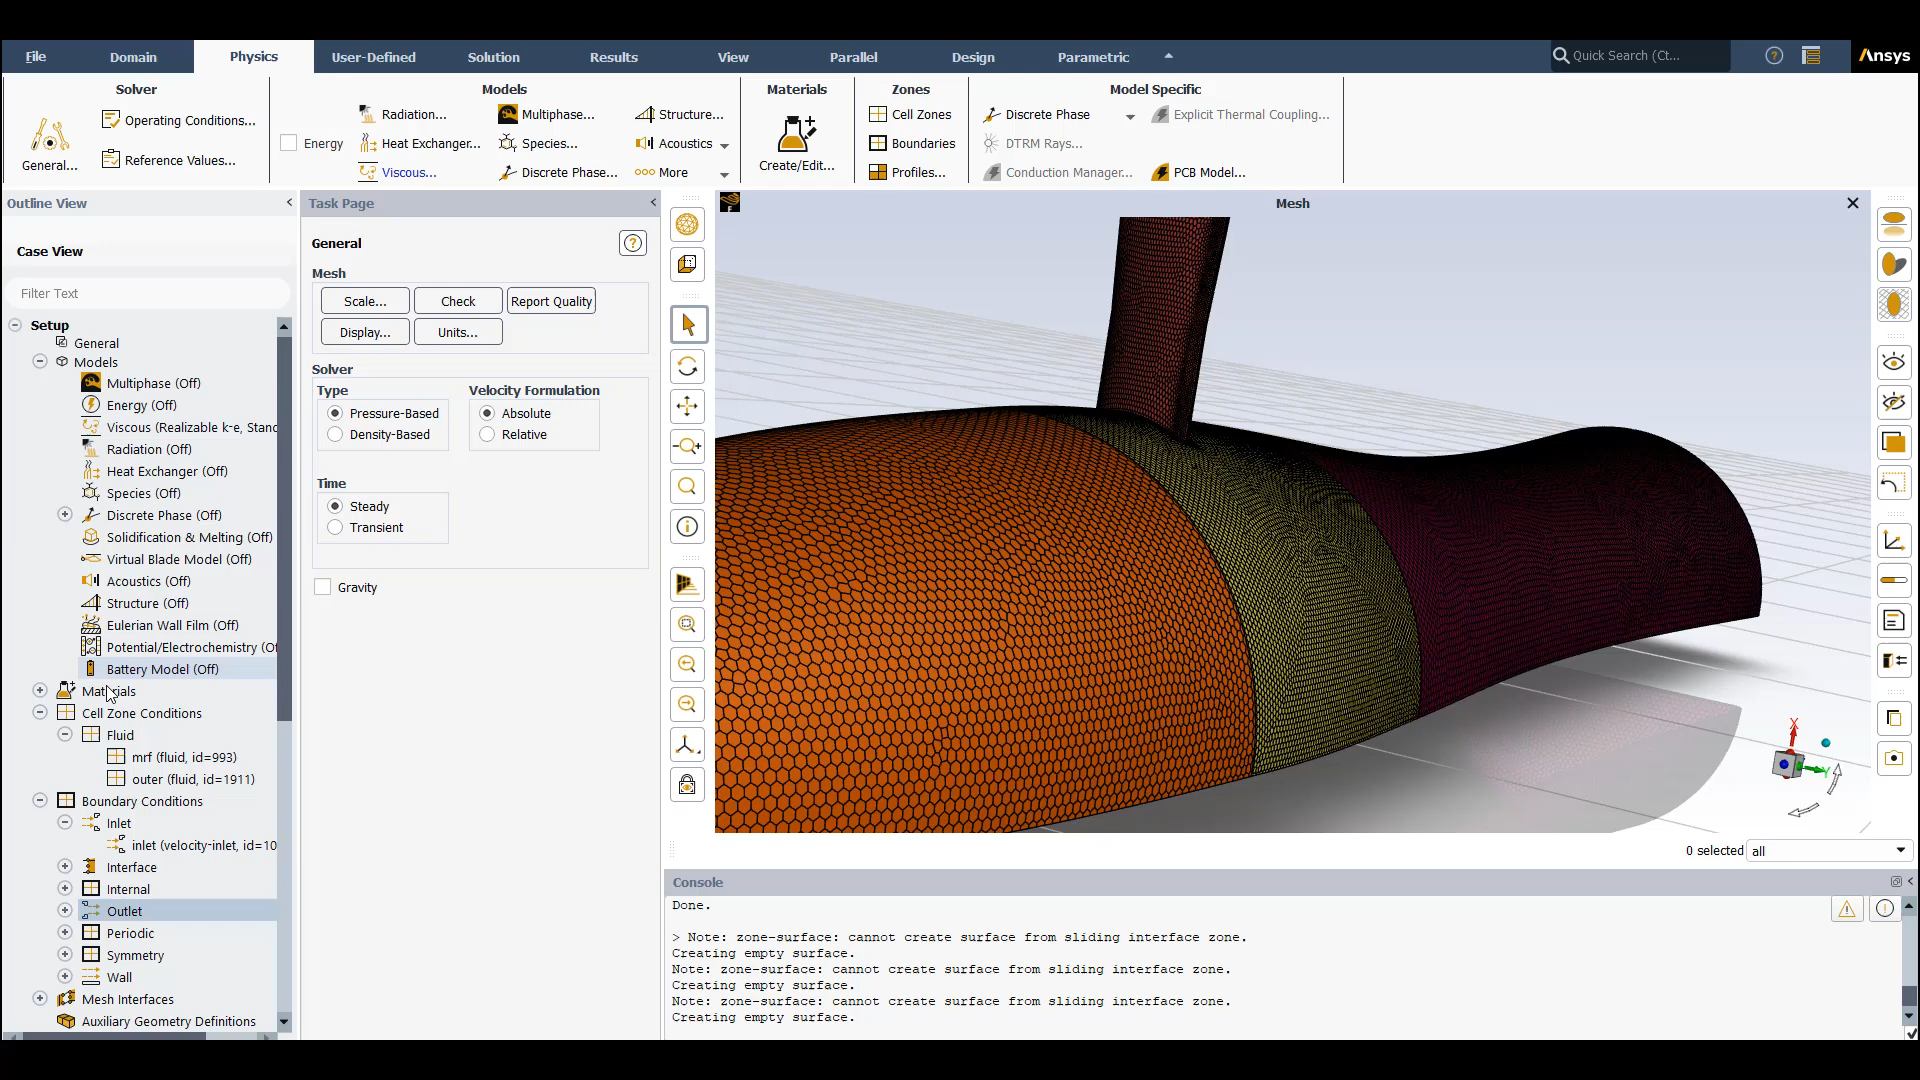 File
Domain
Physics
User-Defined
Solution
Results
View
Parallel
Design
Parametric
Quick Search (Ct...
Ansys
Solver
General...
Operating Conditions...
Reference Values...
Models
Energy
Radiation...
Heat Exchanger...
Viscous...
Multiphase...
Species...
Discrete Phase...
Structure...
Acoustics
More
Materials
Create/Edit...
Zones
Cell Zones
Boundaries
Profiles...
Model Specific
Discrete Phase
DTRM Rays...
Conduction Manager...
Explicit Thermal Coupling...
PCB Model...
Outline View
Case View
Filter Text
Setup
General
Models
Multiphase (Off)
Energy (Off)
Viscous (Realizable k-e, Stand
Radiation (Off)
Heat Exchanger (Off)
Species (Off)
Discrete Phase (Off)
Solidification & Melting (Off)
Virtual Blade Model (Off)
Acoustics (Off)
Structure (Off)
Eulerian Wall Film (Off)
Potential/Electrochemistry (Of
Battery Model (Off)
Materials
Cell Zone Conditions
Fluid
mrf (fluid, id=993)
outer (fluid, id=1911)
Boundary Conditions
Inlet
inlet (velocity-inlet, id=10
Interface
Internal
Outlet
Periodic
Symmetry
Wall
Mesh Interfaces
Auxiliary Geometry Definitions
Task Page
General
Mesh
Scale...
Check
Report Quality
Display...
Units...
Solver
Type
Pressure-Based
Density-Based
Velocity Formulation
Absolute
Relative
Time
Steady
Transient
Gravity
Mesh
X
Y
0 selected
all
Console
Done.
> Note: zone-surface: cannot create surface from sliding interface zone.
Creating empty surface.
Note: zone-surface: cannot create surface from sliding interface zone.
Creating empty surface.
Note: zone-surface: cannot create surface from sliding interface zone.
Creating empty surface.